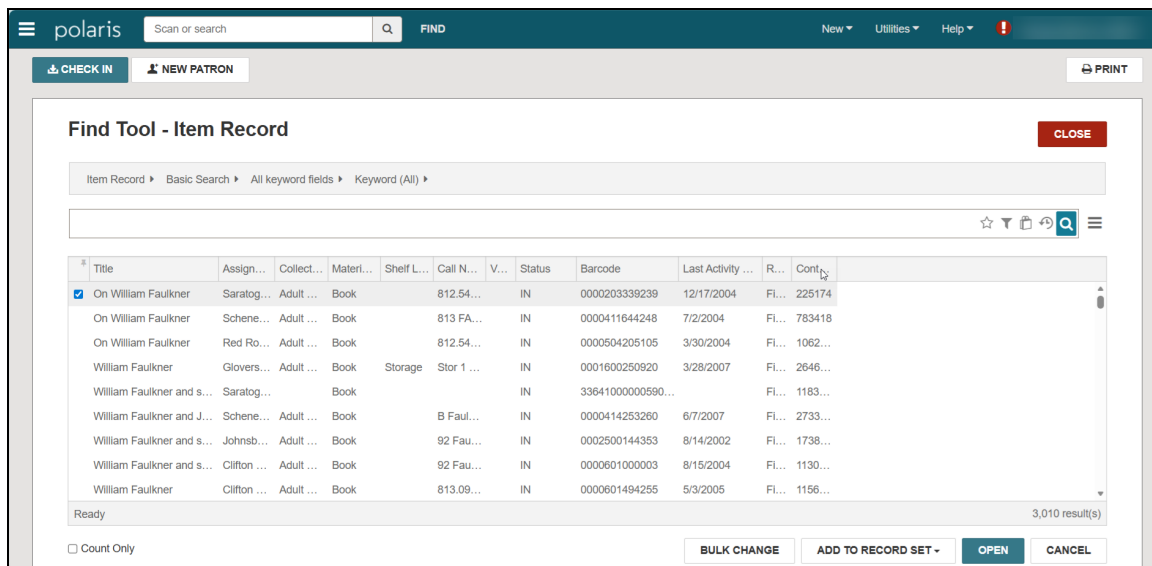 polaris Scan or search FIND New Utilities Help
CHECK IN NEW PATRON PRINT
Find Tool - Item Record CLOSE
Item Record Basic Search All keyword fields Keyword (All)
Title Assign... Collect... Materi... Shelf L... Call N... V... Status Barcode Last Activity ... R... Cont...
On William Faulkner Saratog... Adult ... Book 812.54... IN 0000203339239 12/17/2004 Fi... 225174
On William Faulkner Schene... Adult ... Book 813 FA... IN 0000411644248 7/2/2004 Fi... 783418
On William Faulkner Red Ro... Adult ... Book 812.54... IN 0000504205105 3/30/2004 Fi... 1062...
William Faulkner Glovers... Adult ... Book Storage Stor 1 ... IN 0001600250920 3/28/2007 Fi... 2646...
William Faulkner and s... Saratog... Book IN 33641000000590... Fi... 1183...
William Faulkner and J... Schene... Adult ... Book B Faul... IN 0000414253260 6/7/2007 Fi... 2733...
William Faulkner and s... Johnsb... Adult ... Book 92 Fau... IN 0002500144353 8/14/2002 Fi... 1738...
William Faulkner and s... Clifton ... Adult ... Book 92 Fau... IN 0000601000003 8/15/2004 Fi... 1130...
William Faulkner Clifton ... Adult ... Book 813.09... IN 0000601494255 5/3/2005 Fi... 1156...
Ready 3,010 result(s)
Count Only BULK CHANGE ADD TO RECORD SET OPEN CANCEL